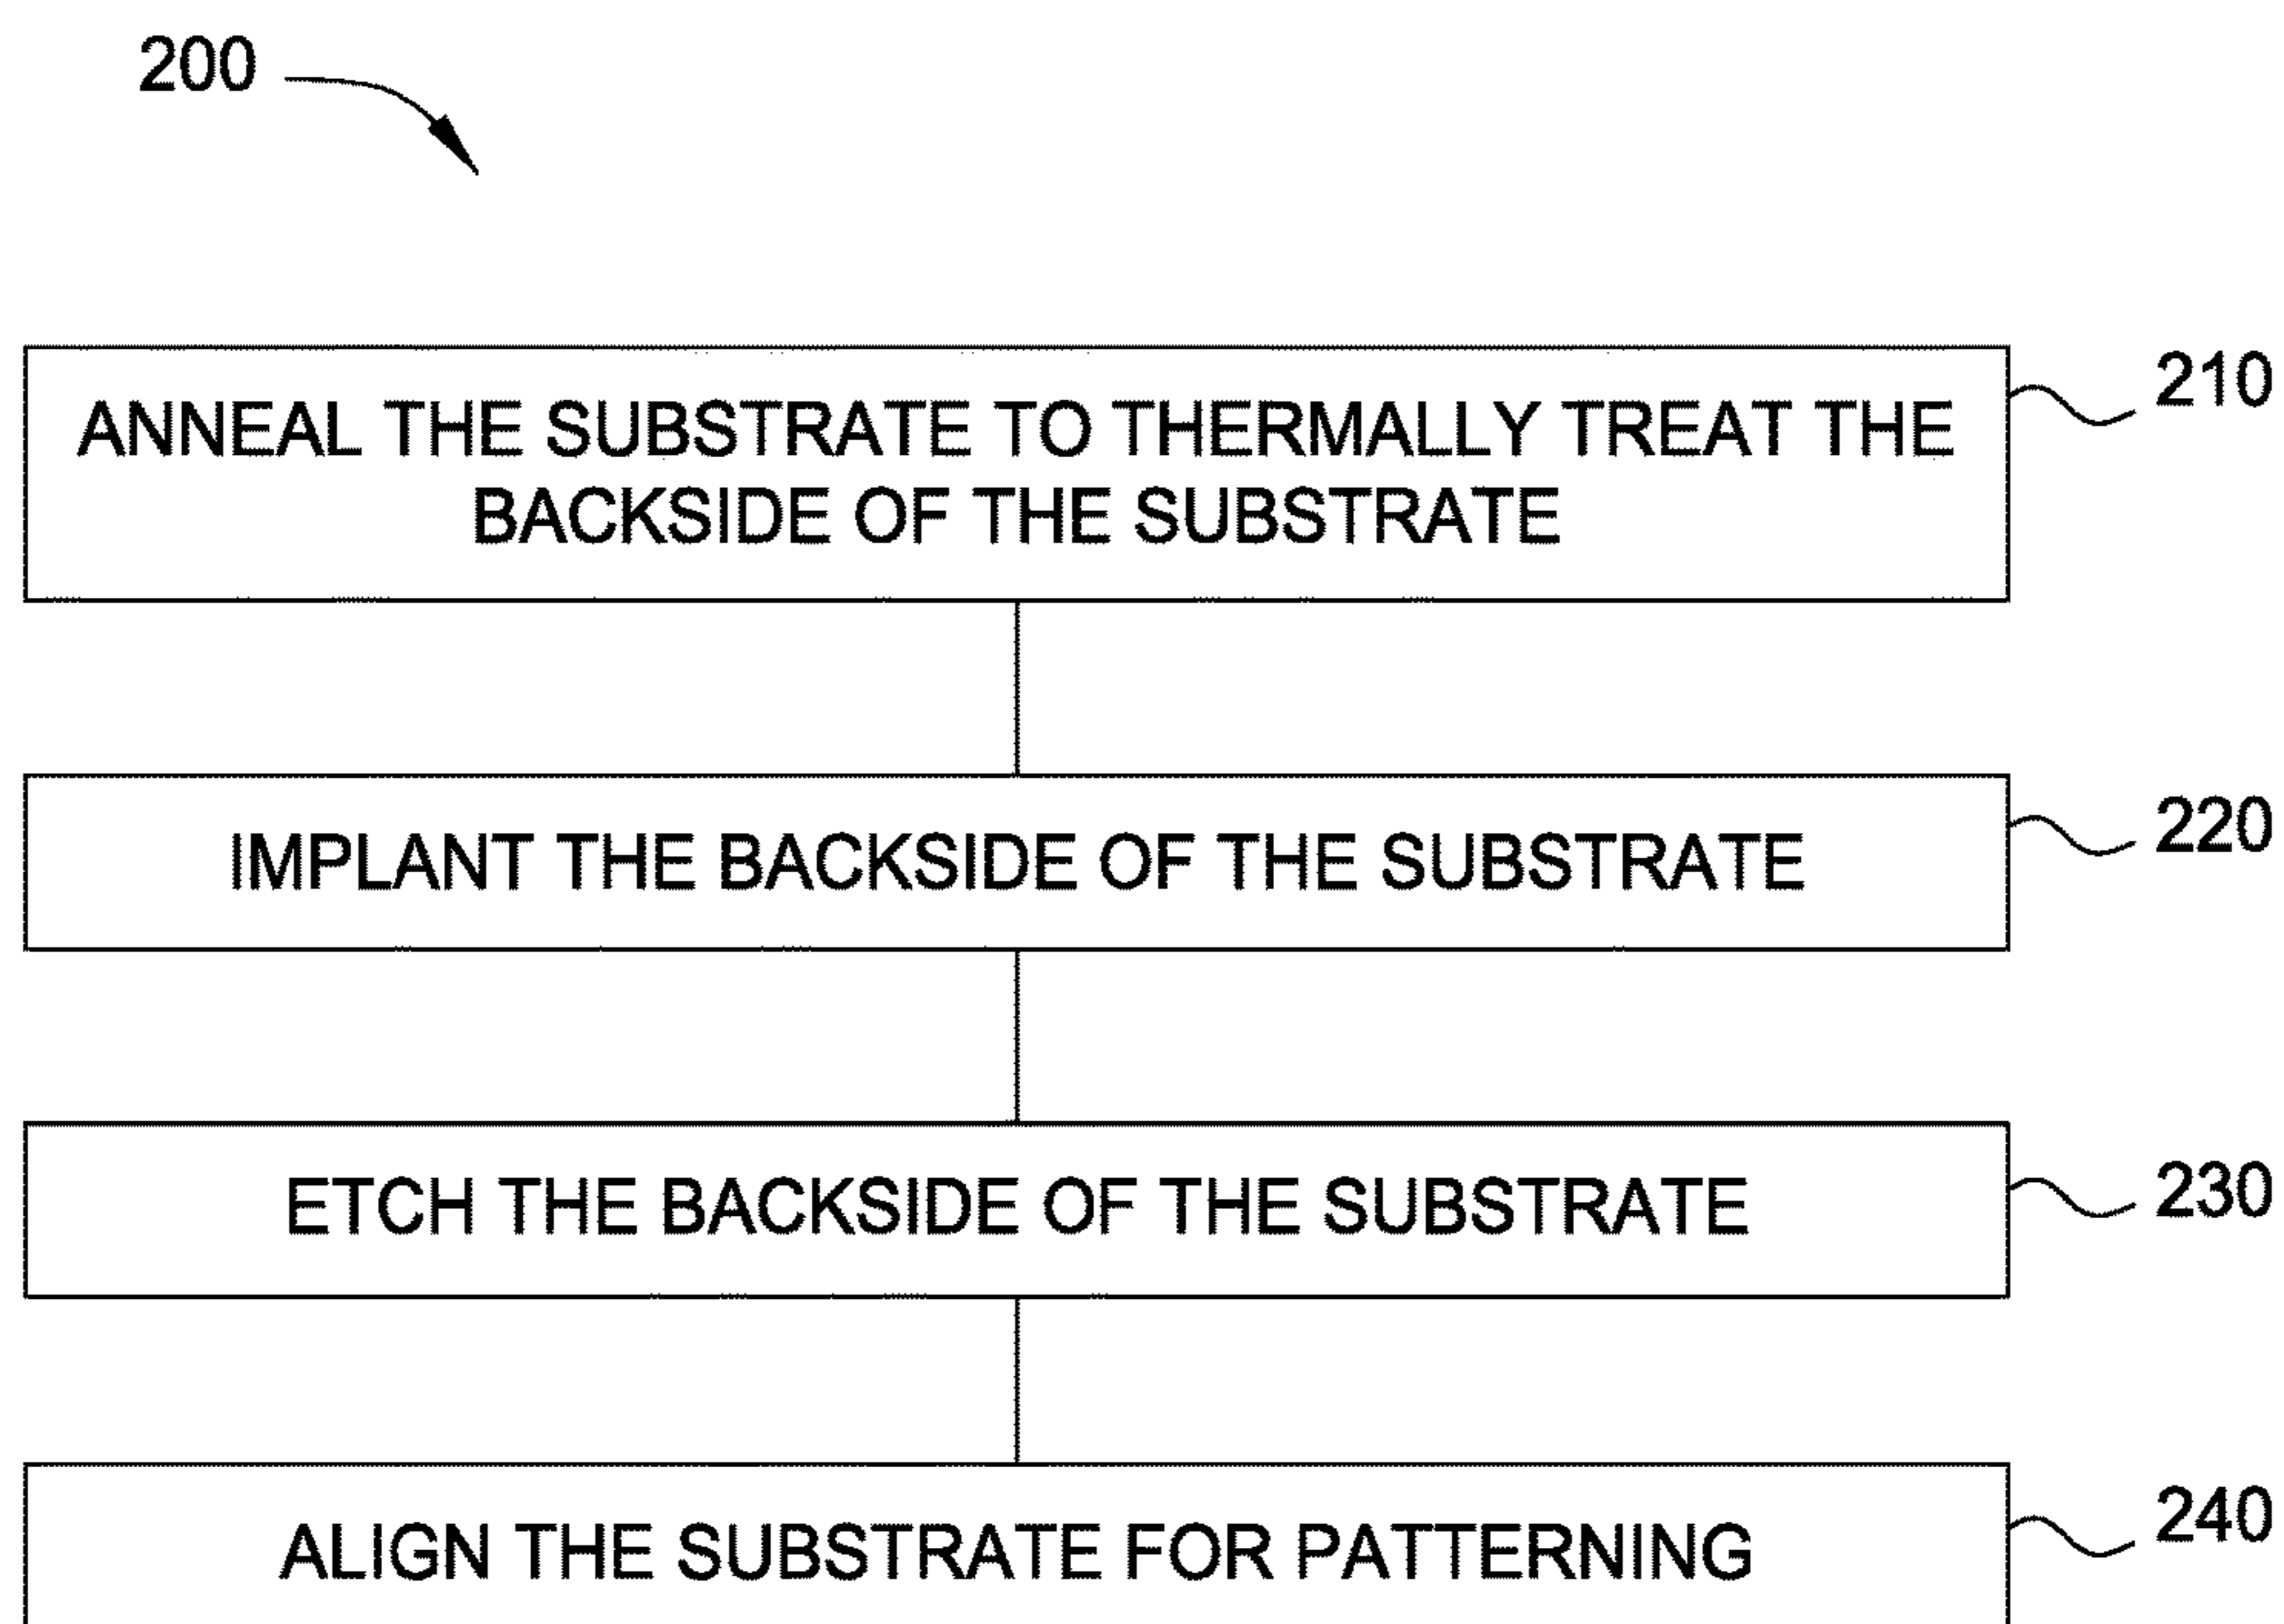 200
ANNEAL THE SUBSTRATE TO THERMALLY TREAT THE
BACKSIDE OF THE SUBSTRATE
210
IMPLANT THE BACKSIDE OF THE SUBSTRATE
220
ETCH THE BACKSIDE OF THE SUBSTRATE
230
ALIGN THE SUBSTRATE FOR PATTERNING
240